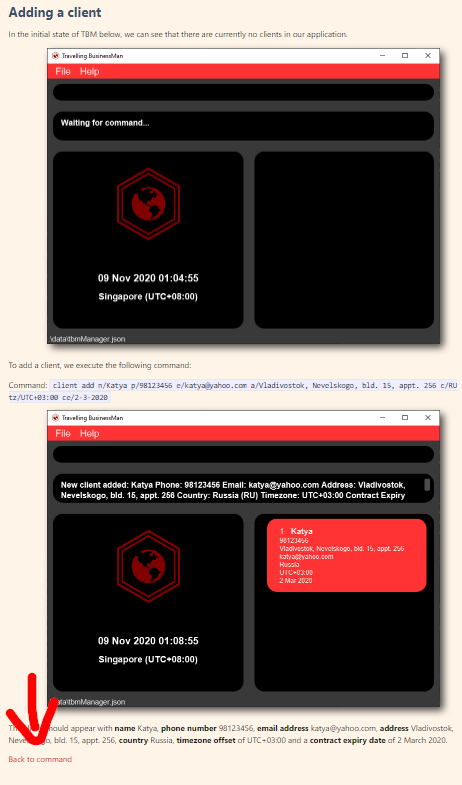 Adding a client
In the initial state of TBM below, we can see that there are currently no clients in our application.
Travelling BusinessMan
File Help
Waiting for command...
09 Nov 2020 01:04:55
Singapore (UTC+08:00)
\data\tbmManager.json
To add a client, we execute the following command:
Command: client add n/Katya p/98123456 e/katya@yahoo.com a/Vladivostok, Nevelskogo, bld. 15, appt. 256 c/RU
tz/UTC+03:00 ce/2-3-2020
Travelling BusinessMan
File Help
New client added: Katya Phone: 98123456 Email: katya@yahoo.com Address: Vladivostok,
Nevelskogo, bld. 15, appt. 256 Country: Russia (RU) Timezone: UTC+03:00 Contract Expiry
1 Katya
98123456
Vladivostok, Nevelskogo, bld. 15, appt. 256
katya@yahoo.com
Russia
UTC+03:00
2 Mar 2020
09 Nov 2020 01:08:55
Singapore (UTC+08:00)
\data\tbmManager.json
should appear with name Katya, phone number 98123456, email address katya@yahoo.com, address Vladivostok,
bld. 15, appt. 256, country Russia, timezone offset of UTC+03:00 and a contract expiry date of 2 March 2020.
Back to command